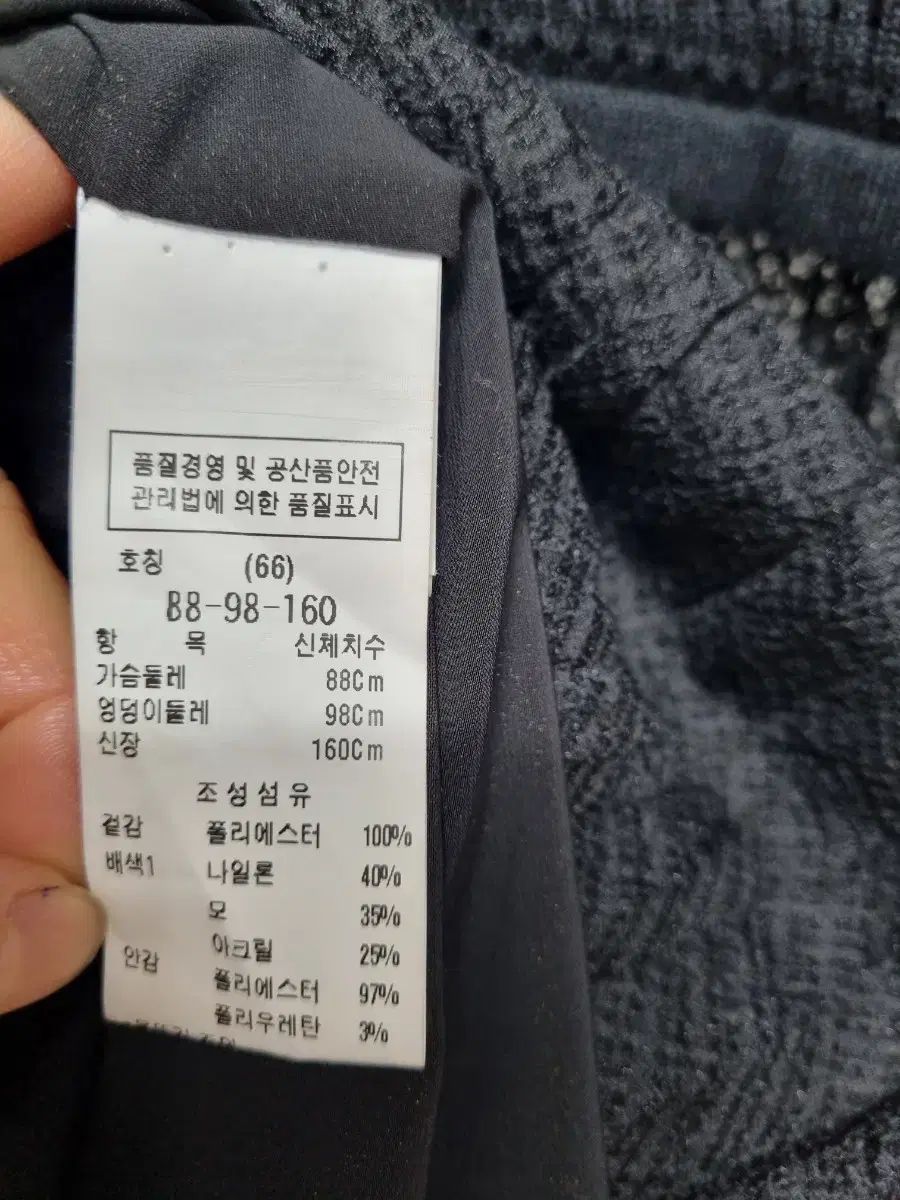 품질경영 및 공산품안전
관리법에 의한 품질표시
호칭 (66)
88-98-160
항 목 신체치수
가슴둘레 88Cm
엉덩이둘레 98Cm
신장 160Cm
조성섬유
겉감 폴리에스터 100%
배색1 나일론 40%
모 35%
아크릴 25%
안감 폴리에스터 97%
폴리우레탄 3%